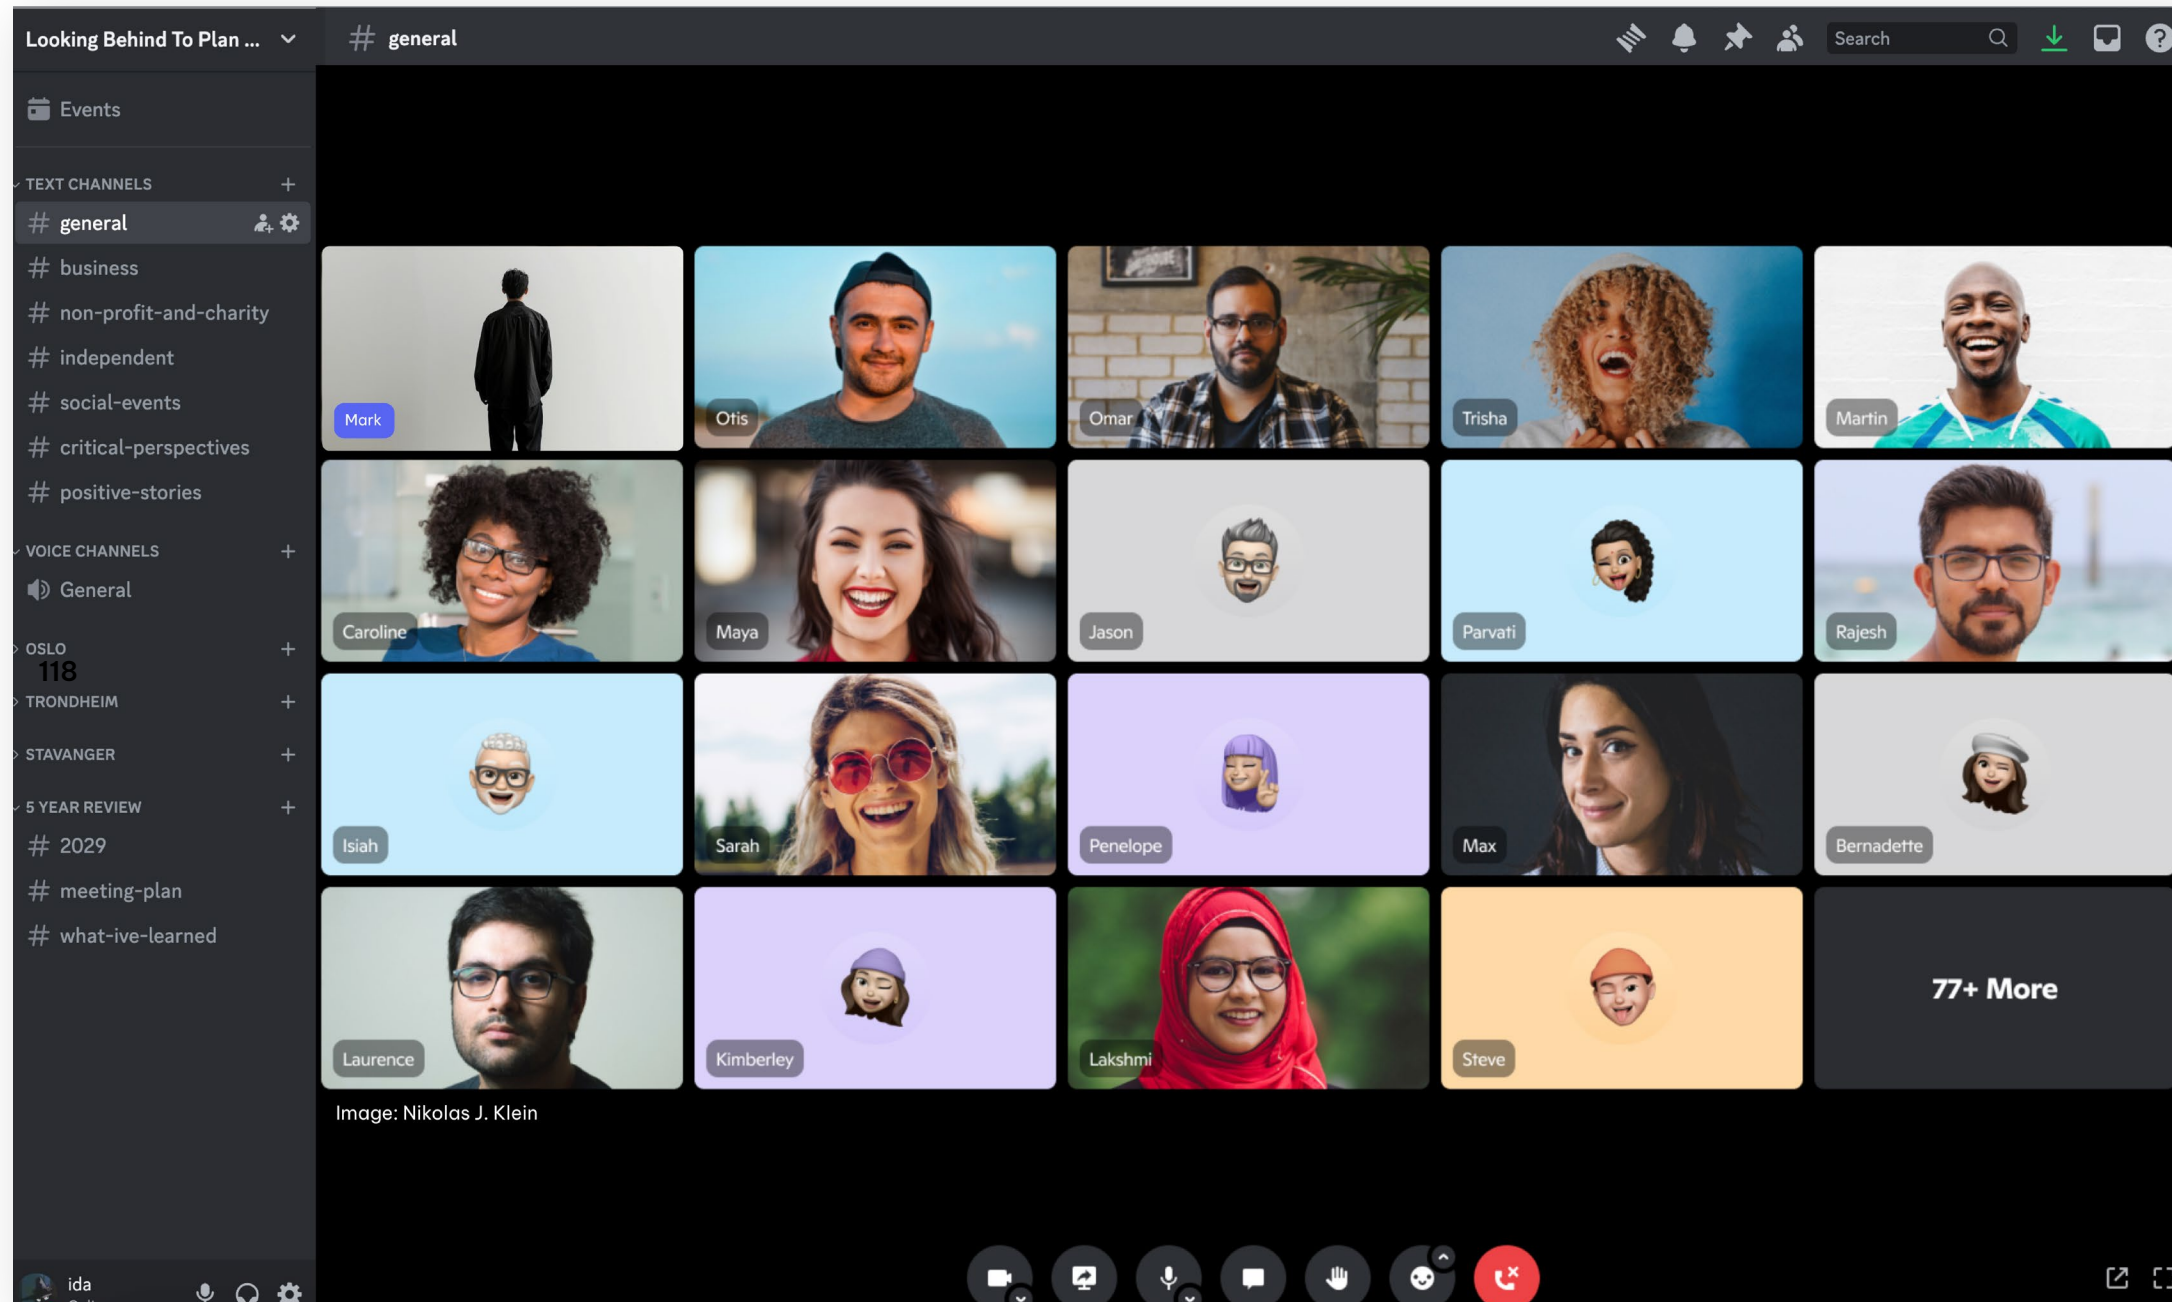 Looking Behind To Plan ...
general
Search
Events
TEXT CHANNELS
general
business
non-profit-and-charity
independent
social-events
critical-perspectives
positive-stories
VOICE CHANNELS
General
OSLO
118
TRONDHEIM
STAVANGER
5 YEAR REVIEW
2029
meeting-plan
what-ive-learned
ida
Mark
Otis
Omar
Trisha
Martin
Caroline
Maya
Jason
Parvati
Rajesh
Isiah
Sarah
Penelope
Max
Bernadette
Laurence
Kimberley
Lakshmi
Steve
77+ More
Image: Nikolas J. Klein